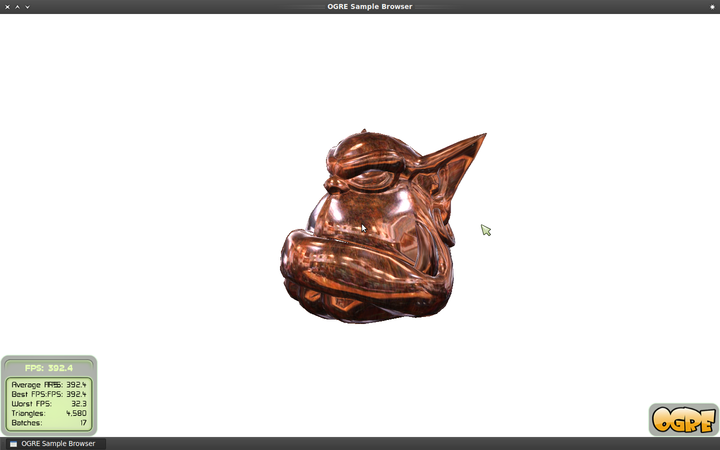 OGRE Sample Browser
FPS: 392.4
Average FPS: 392.4
Best FPS:FPS: 392.4
Worst FPS: 32.3
Triangles: 4,580
Batches: 17
OGRE
OGRE Sample Browser